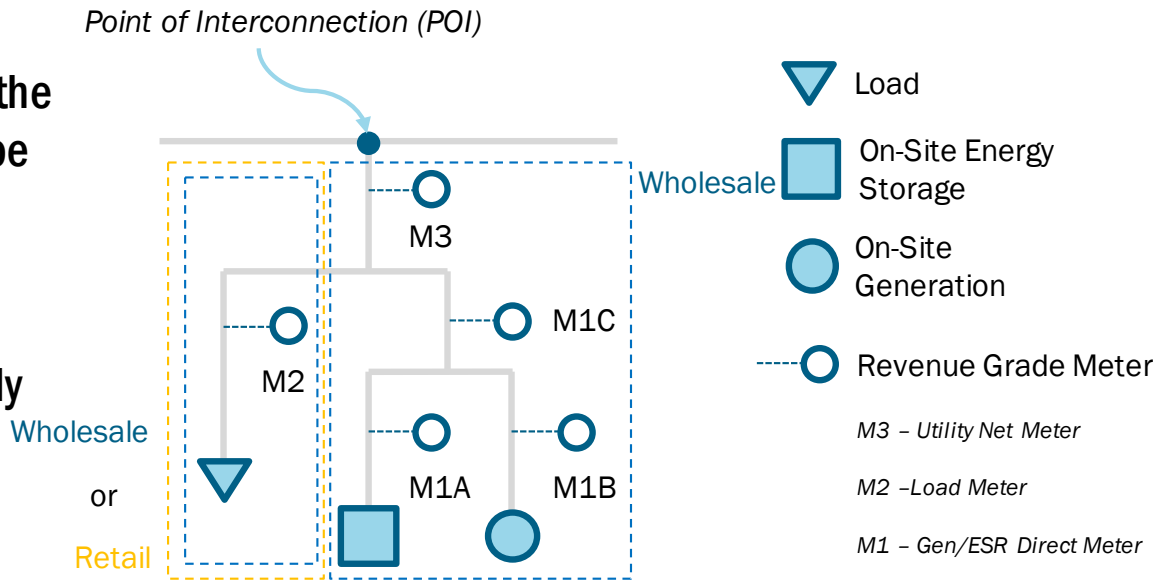 Point of Interconnection (POI)
the
be
ly
M3
M2
M1C
M1A
M1B
Wholesale
Wholesale
or
Retail
Load
On-Site Energy
Storage
On-Site
Generation
Revenue Grade Meter
M3 – Utility Net Meter
M2 –Load Meter
M1 – Gen/ESR Direct Meter